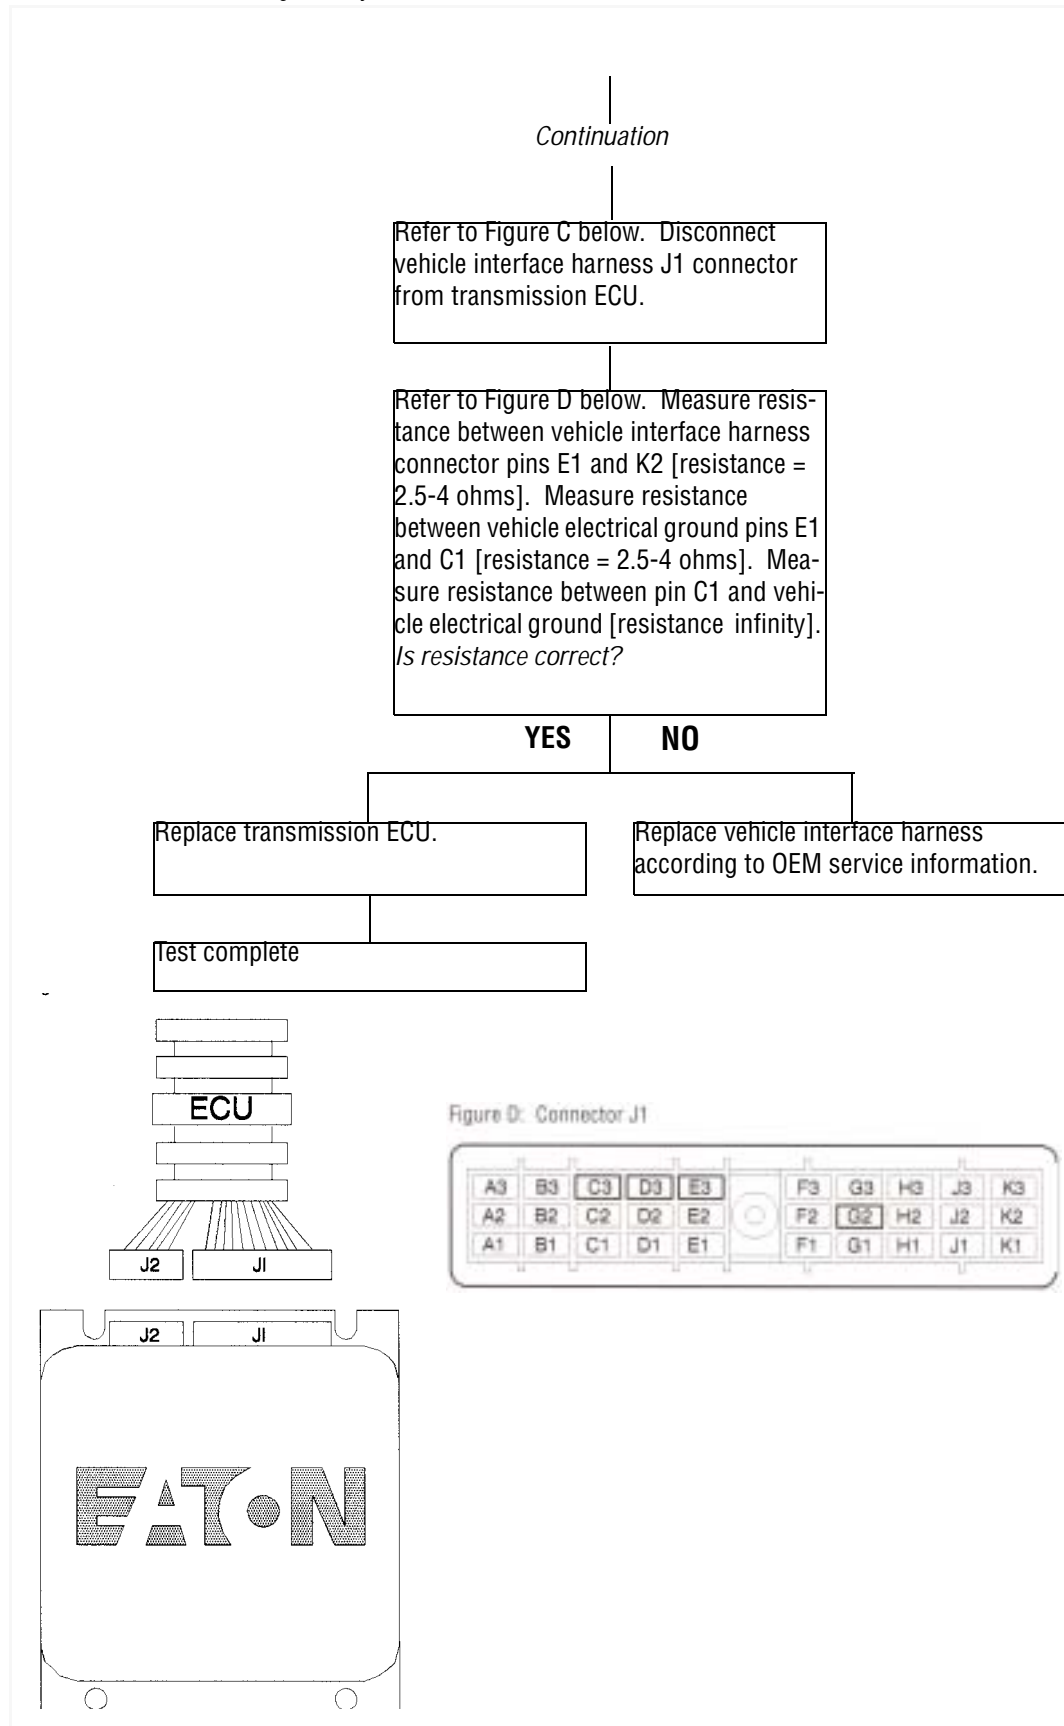 Continuation
Refer to Figure C below. Disconnect
vehicle interface harness J1 connector
from transmission ECU.
Refer to Figure D below. Measure resis-
tance between vehicle interface harness
connector pins E1 and K2 [resistance =
2.5-4 ohms]. Measure resistance
between vehicle electrical ground pins E1
and C1 [resistance = 2.5-4 ohms]. Mea-
sure resistance between pin C1 and vehi-
cle electrical ground [resistance infinity].
Is resistance correct?
YES NO
Replace transmission ECU.
Replace vehicle interface harness
according to OEM service information.
Test complete
ECU
J2 J1
J2 J1
EATON
Figure D: Connector J1
A3 B3 C3 D3 E3 F3 G3 H3 J3 K3
A2 B2 C2 D2 E2 F2 G2 H2 J2 K2
A1 B1 C1 D1 E1 F1 G1 H1 J1 K1